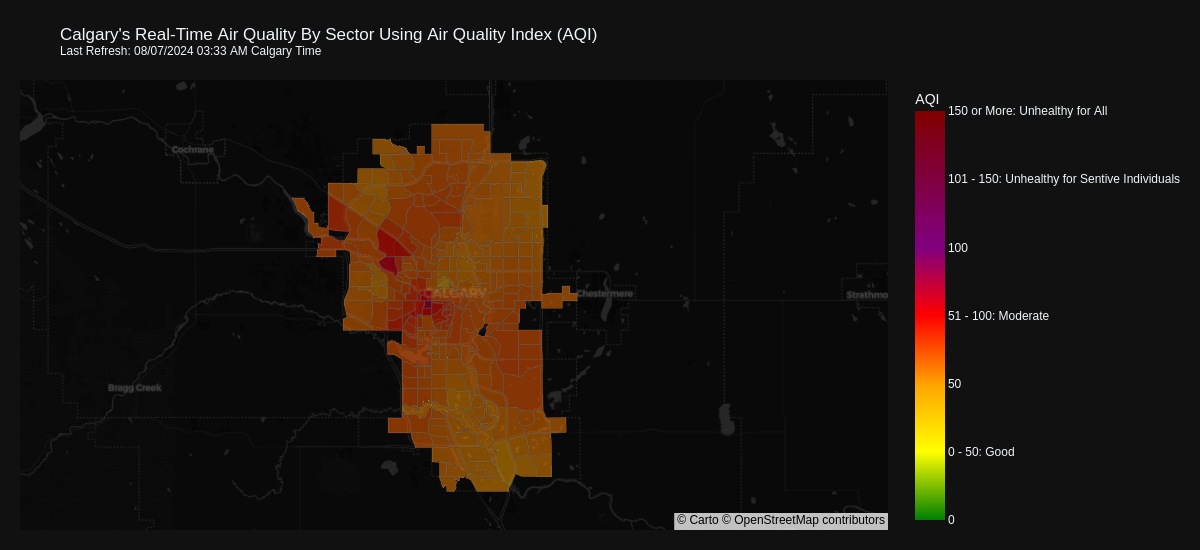 Calgary's Real-Time Air Quality By Sector Using Air Quality Index (AQI)
Last Refresh: 08/07/2024 03:33 AM Calgary Time
AQI
150 or More: Unhealthy for All
Cochrane
101 - 150: Unhealthy for Sentive Individuals
100
CALGARY
Chestermere
Strathmo
51 - 100: Moderate
50
Bragg Creek
0 - 50: Good
0
© Carto © OpenStreetMap contributors